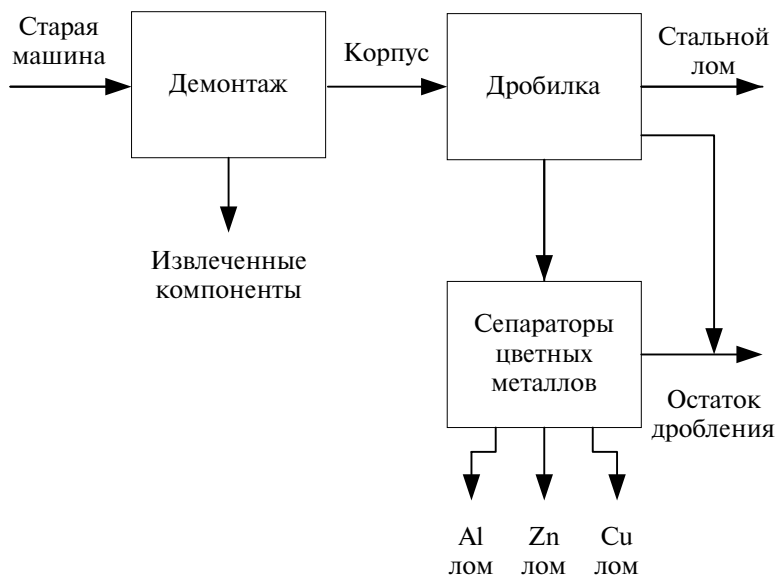 Старая
машина
Демонтаж
Корпус
Дробилка
Стальной
лом
Извлеченные
компоненты
Сепараторы
цветных
металлов
Остаток
дробления
Al
лом
Zn
лом
Cu
лом